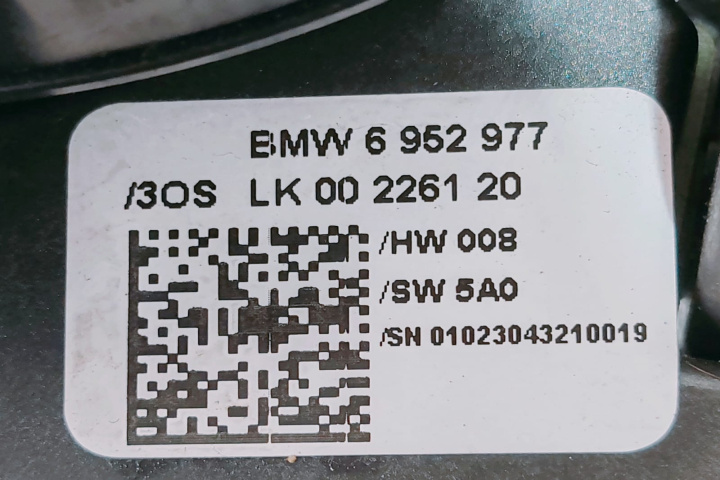 BMW 6 952 977
/3OS LK 00 2261 20
/HW 008
/SW 5A0
/SN 01023043210019